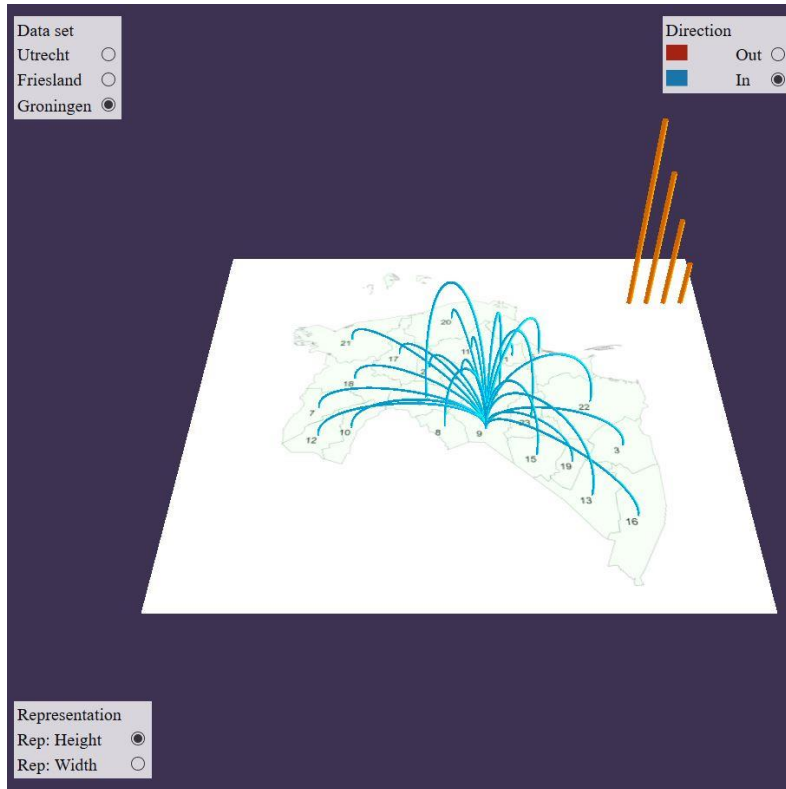 Data set
Utrecht
Friesland
Groningen
Direction
Out
In
20
21
17
11
1
18
2
7
22
12
10
8
9
23
3
15
19
13
16
Representation
Rep: Height
Rep: Width